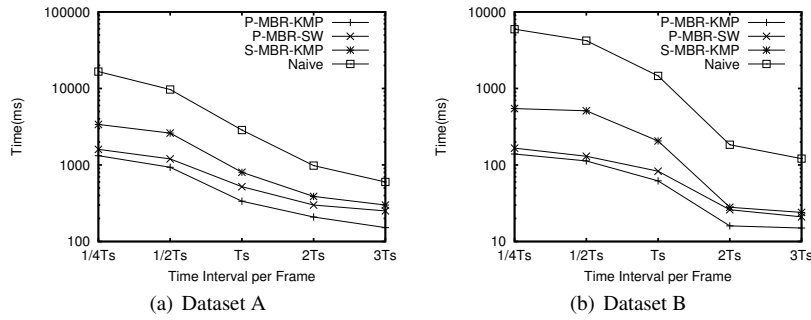 100000
10000
1000
100
Time(ms)
P-MBR-KMP
P-MBR-SW
S-MBR-KMP
Naive
1/4Ts 1/2Ts Ts 2Ts 3Ts
Time Interval per Frame
(a) Dataset A
10000
1000
100
10
Time(ms)
P-MBR-KMP
P-MBR-SW
S-MBR-KMP
Naive
1/4Ts 1/2Ts Ts 2Ts 3Ts
Time Interval per Frame
(b) Dataset B